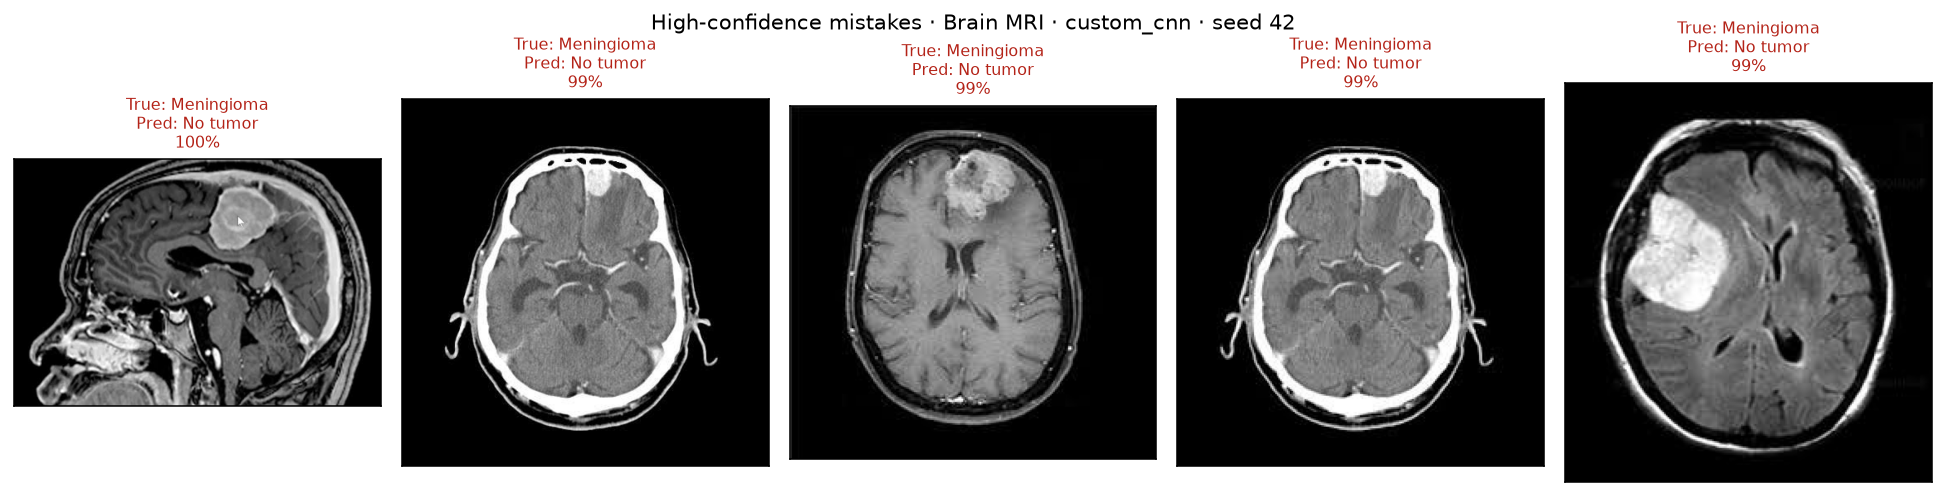 High-confidence mistakes · Brain MRI · custom_cnn · seed 42
True: Meningioma
Pred: No tumor
100%
True: Meningioma
Pred: No tumor
99%
True: Meningioma
Pred: No tumor
99%
True: Meningioma
Pred: No tumor
99%
True: Meningioma
Pred: No tumor
99%